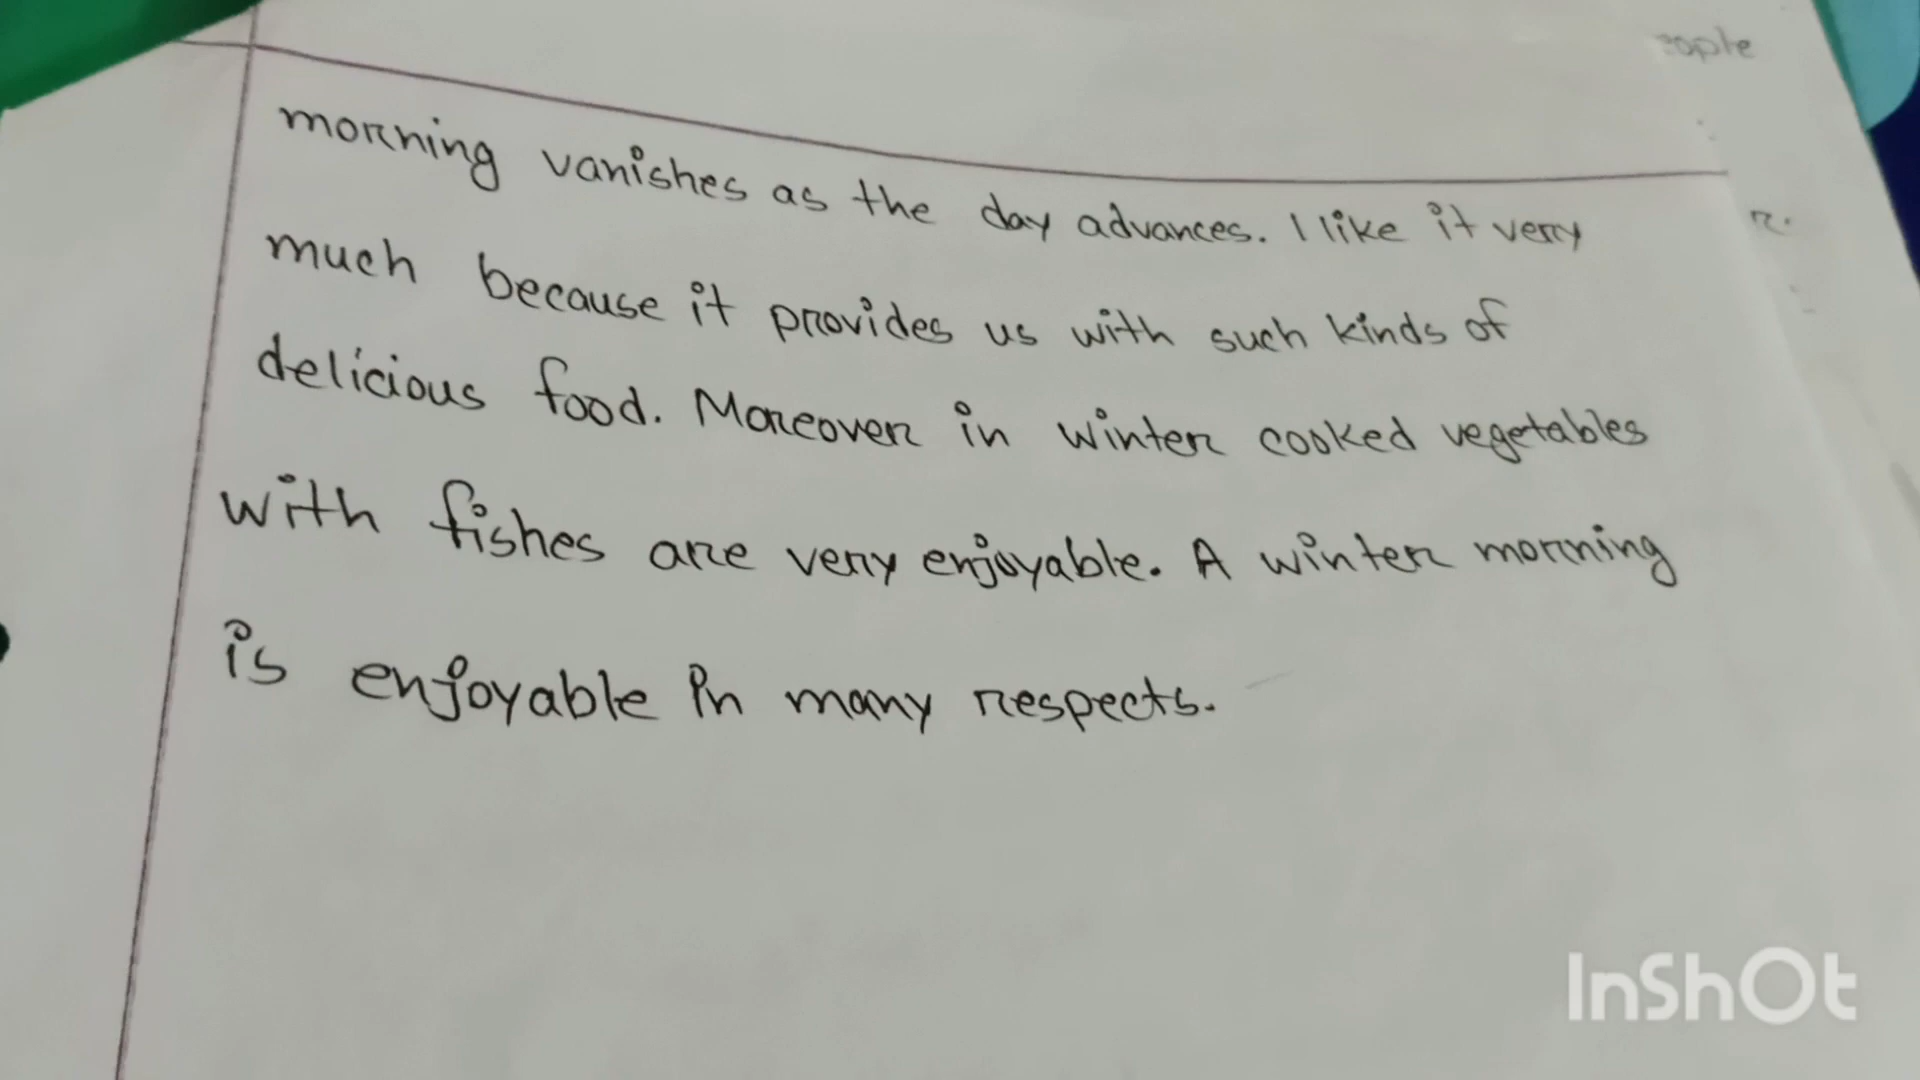 morning vanishes as the day advances. I like it very
much because it provides us with such kinds of
delicious food. Moreover in winter cooked vegetables
with fishes are very enjoyable. A winter morning
is enjoyable in many respects.
InShOt